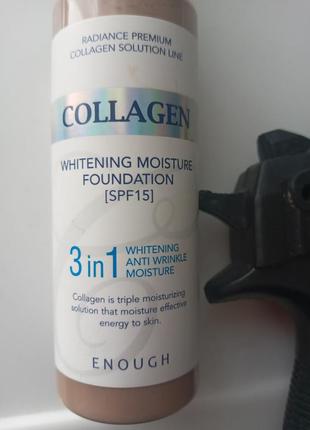 RADIANCE PREMIUM
COLLAGEN SOLUTION LINE
COLLAGEN
WHITENING MOISTURE
FOUNDATION
[SPF15]
3 in 1
WHITENING
ANTI WRINKLE
MOISTURE
Collagen is triple moisturizing
solution that moisture effective
energy to skin.
ENOUGH